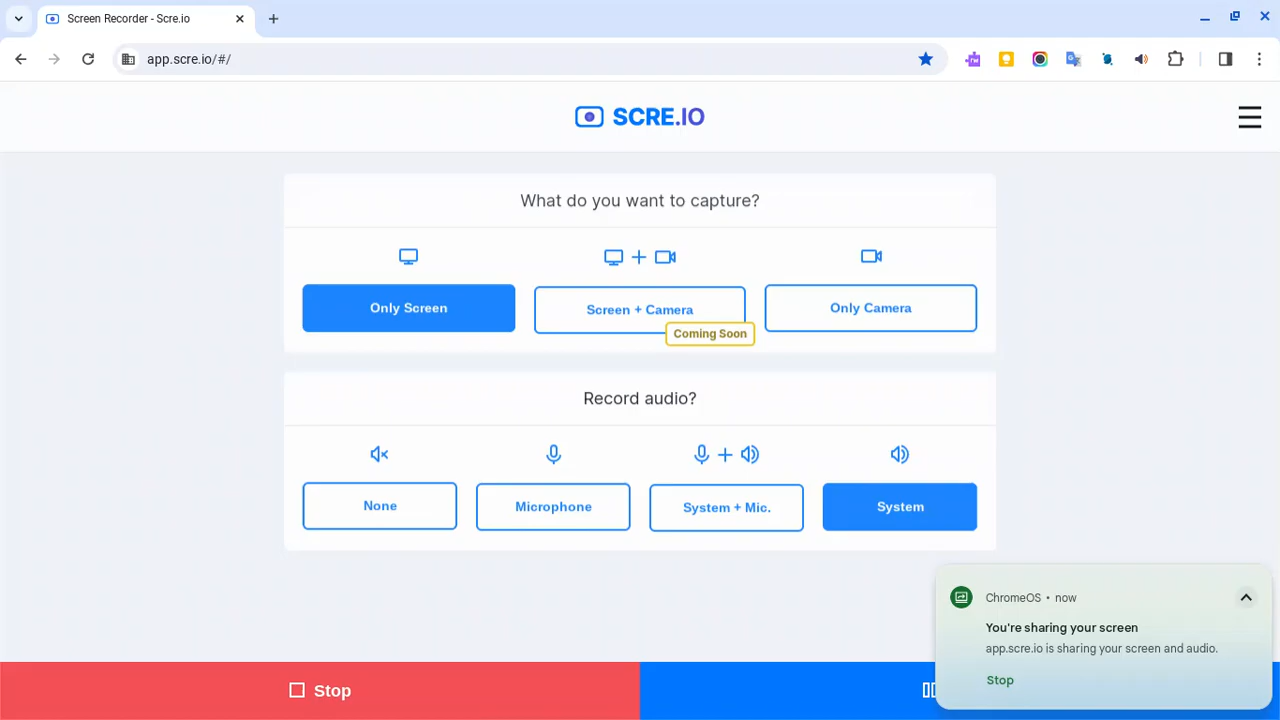 Screen Recorder - Scre.io
app.scre.io/#/
SCRE.IO
What do you want to capture?
Only Screen
Screen + Camera
Only Camera
Coming Soon
Record audio?
None
Microphone
System + Mic.
System
ChromeOS • now
You're sharing your screen
app.scre.io is sharing your screen and audio.
Stop
Stop